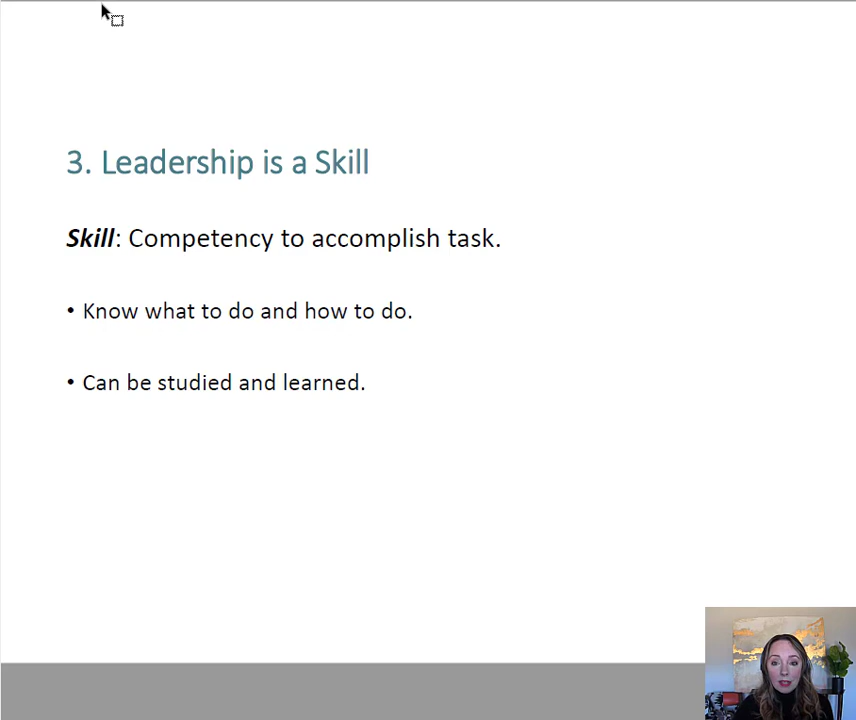 3. Leadership is a Skill
Skill: Competency to accomplish task.
• Know what to do and how to do.
• Can be studied and learned.